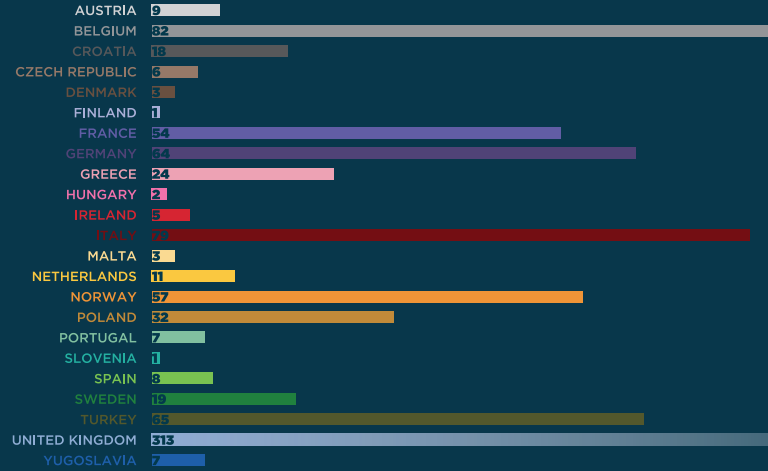 AUSTRIA 9
BELGIUM 82
CROATIA 18
CZECH REPUBLIC 6
DENMARK 3
FINLAND 1
FRANCE 54
GERMANY 64
GREECE 24
HUNGARY 2
IRELAND 5
ITALY 79
MALTA 3
NETHERLANDS 11
NORWAY 57
POLAND 32
PORTUGAL 7
SLOVENIA 1
SPAIN 8
SWEDEN 19
TURKEY 65
UNITED KINGDOM 313
YUGOSLAVIA 7